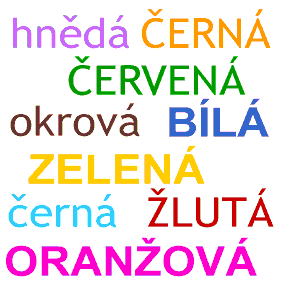 hnědá ČERNÁ
ČERVENÁ
okrová BÍLÁ
ZELENÁ
černá ŽLUTÁ
ORANŽOVÁ